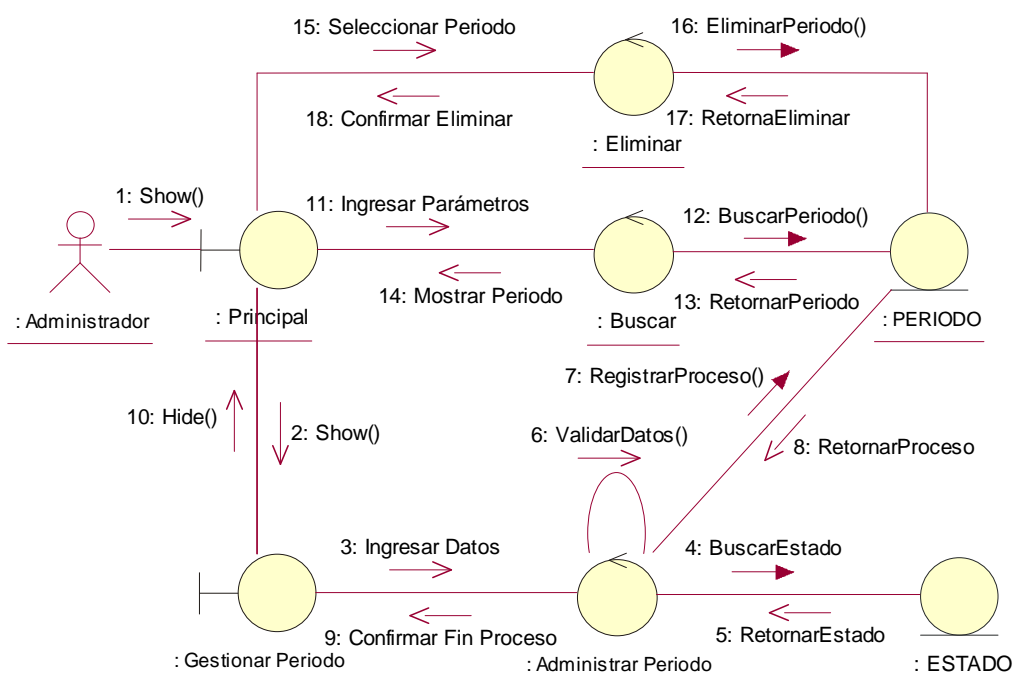 15: Seleccionar Periodo
16: EliminarPeriodo()
18: Confirmar Eliminar
17: RetornaEliminar
: Eliminar
1: Show()
11: Ingresar Parámetros
12: BuscarPeriodo()
14: Mostrar Periodo
13: RetornarPeriodo
: Administrador
: Principal
: Buscar
: PERIODO
7: RegistrarProceso()
10: Hide()
2: Show()
6: ValidarDatos()
8: RetornarProceso
3: Ingresar Datos
4: BuscarEstado
9: Confirmar Fin Proceso
5: RetornarEstado
: Gestionar Periodo
: Administrar Periodo
: ESTADO